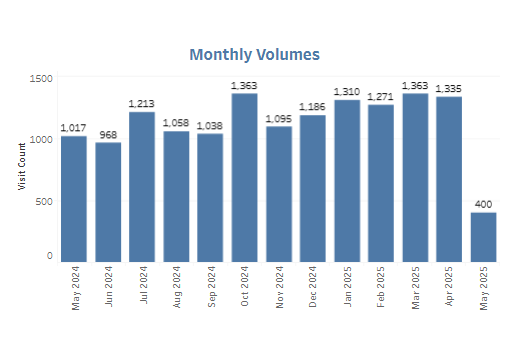 Monthly Volumes
1500
1000
500
0
Visit Count
1,017
968
1,213
1,058
1,038
1,363
1,095
1,186
1,310
1,271
1,363
1,335
400
May 2024
Jun 2024
Jul 2024
Aug 2024
Sep 2024
Oct 2024
Nov 2024
Dec 2024
Jan 2025
Feb 2025
Mar 2025
Apr 2025
May 2025